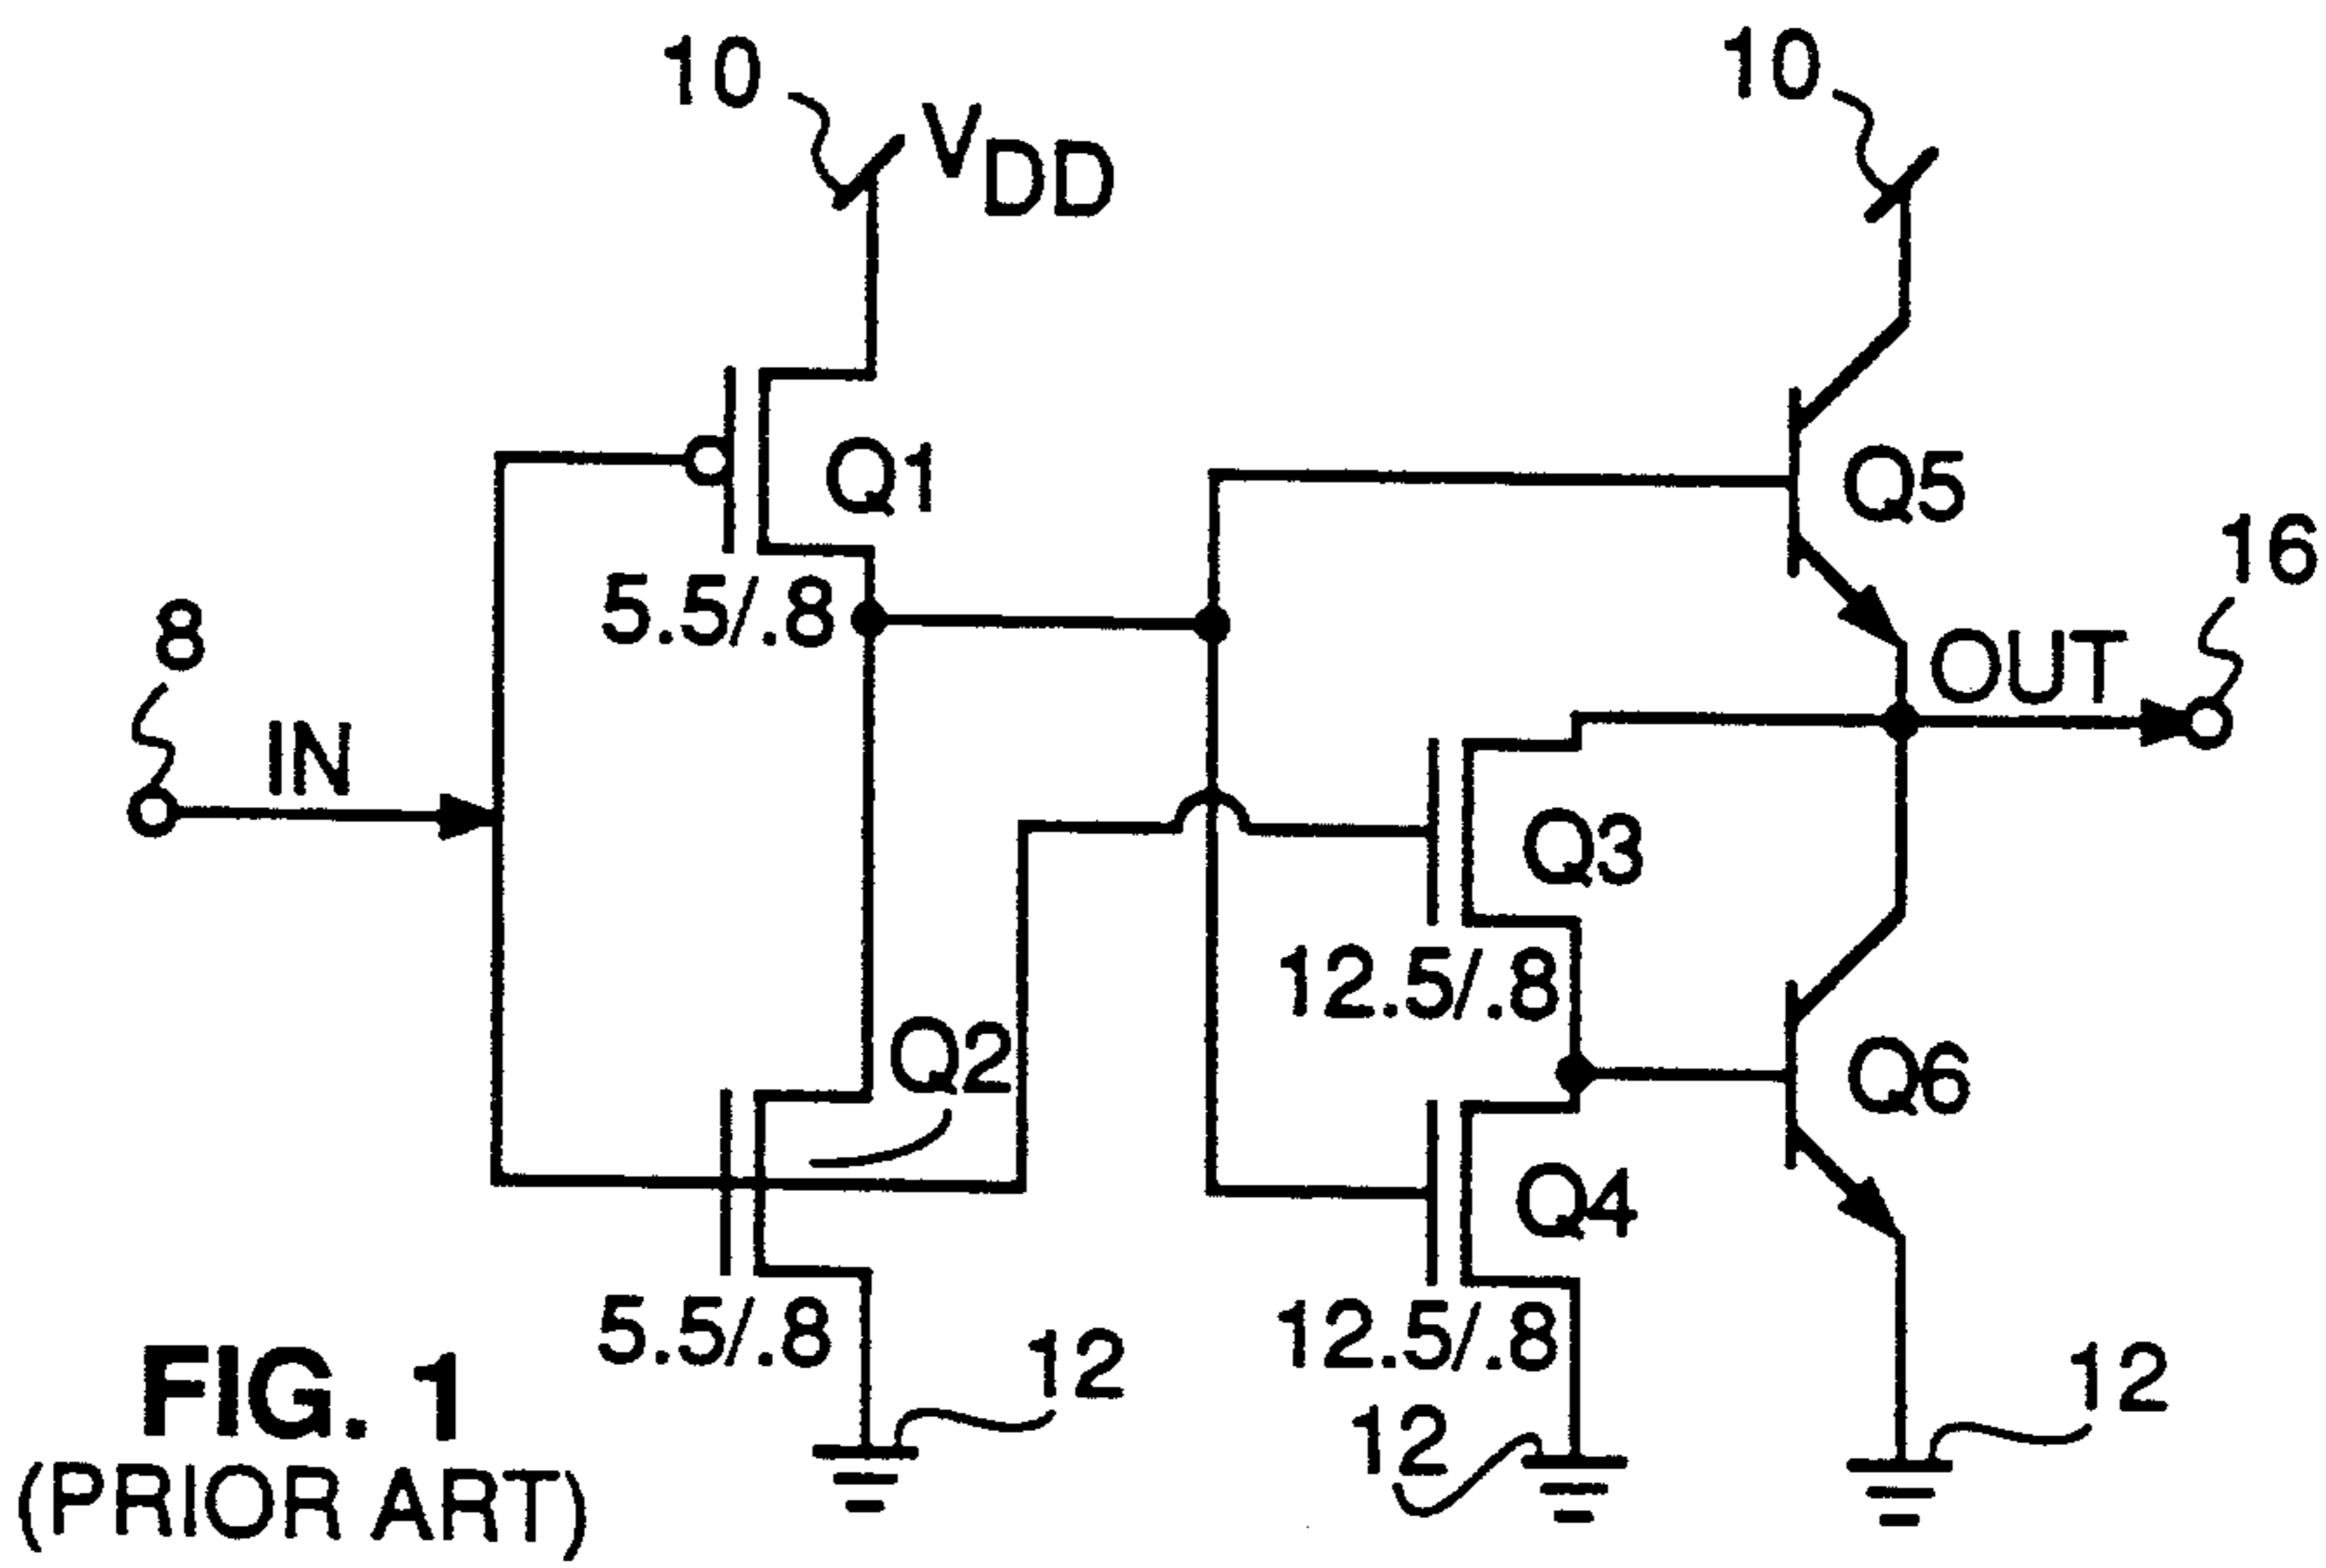 10
V_DD
10
Q1
Q5
5.5/.8
16
8
OUT
IN
Q3
12.5/.8
Q2
Q6
Q4
5.5/.8
12
12.5/.8
12
12
FIG. 1
(PRIOR ART)